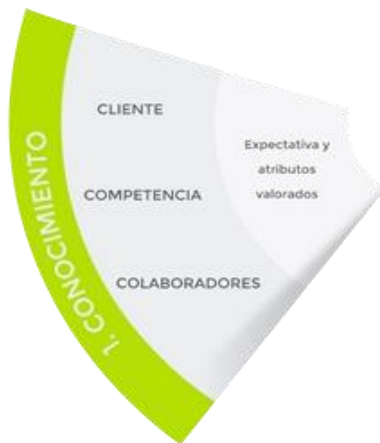 1. CONOCIMIENTO
CLIENTE
COMPETENCIA
COLABORADORES
Expectativa y
atributos
valorados